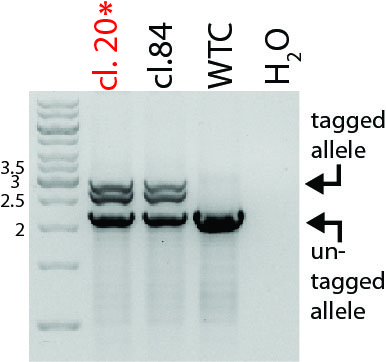 cl. 20*
cl.84
WTC
H₂O
3.5
3
2.5
2
tagged
allele
un-
tagged
allele